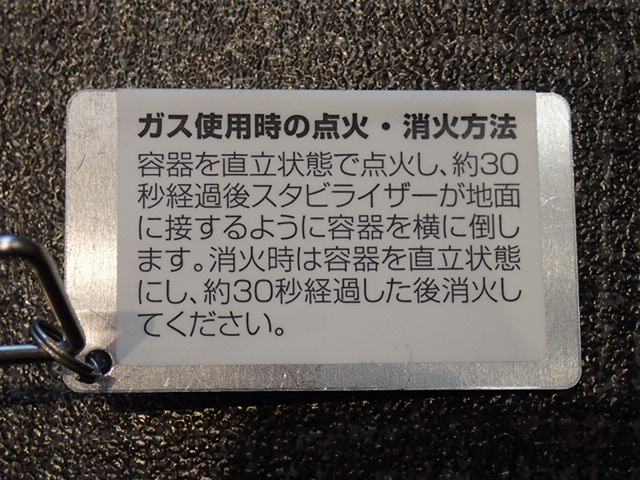 ガス使用時の点火・消火方法
容器を直立状態で点火し、約30
秒経過後スタビライザーが地面
に接するように容器を横に倒し
ます。消火時は容器を直立状態
にし、約30秒経過した後消火し
てください。